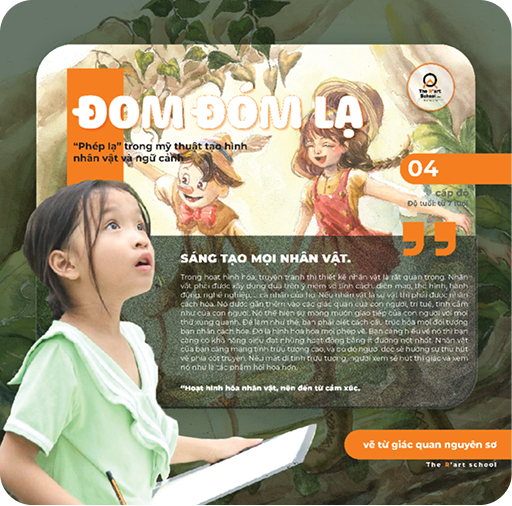 ĐOM ĐÓM LẠ
The R'art
School
"Phép lạ" trong mỹ thuật tạo hình
nhân vật và ngữ cảnh
04
cấp độ
Độ tuổi: từ 7 tuổi
SÁNG TẠO MỌI NHÂN VẬT.
Trong hoạt hình hóa, truyện tranh thì thiết kế nhân vật là rất quan trọng. Nhân
vật phải được xây dựng dựa trên ý niệm về tính cách, diện mạo, thể hình, hành
động, nghề nghiệp,... cá nhân của họ. Nếu nhân vật là sự vật thì phải được nhân
cách hóa. Nó được gắn thêm vào các giác quan của con người, trí tuệ, tình cảm
như của con người. Nó thể hiện sự mong muốn giao tiếp của con người với mọi
thứ xung quanh. Để làm như thế, bạn phải biết cách cấu trúc hóa mọi đối tượng
bạn nhân cách hóa. Đó là hình họa hóa mọi phép vẽ. Bạn càng hiểu về nó thì bạn
càng có khả năng biểu đạt những hoạt động bằng ít đường nét nhất. Nhân vật
của bạn càng mang tính trừu tượng cao, và do đó người đọc sẽ hướng sự thu hút
về phía cốt truyện. Nếu mất đi tính trừu tượng, người xem sẽ hút thị giác và xem
nó như là tác phẩm hội họa hơn.
"Hoạt hình hóa nhân vật, nên đến từ cảm xúc.
vẽ từ giác quan nguyên sơ
The R'art school